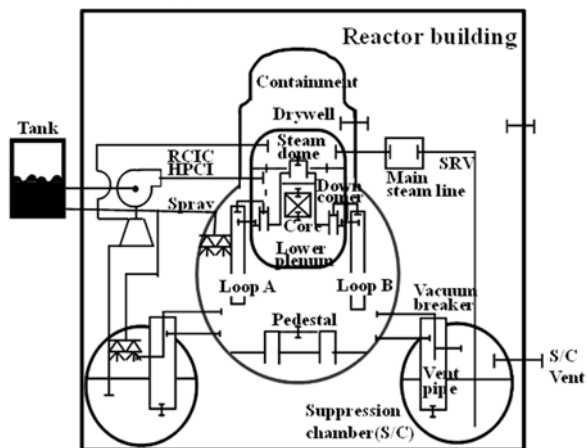 Reactor building
Containment
Drywell
Tank
Steam
dome
RCIC
HPCI
SRV
Main
steam line
Down
comer
Spray
Core
Lower
plenum
Loop A
Loop B
Vacuum
breaker
Pedestal
S/C
Vent
Vent
pipe
Suppression
chamber(S/C)